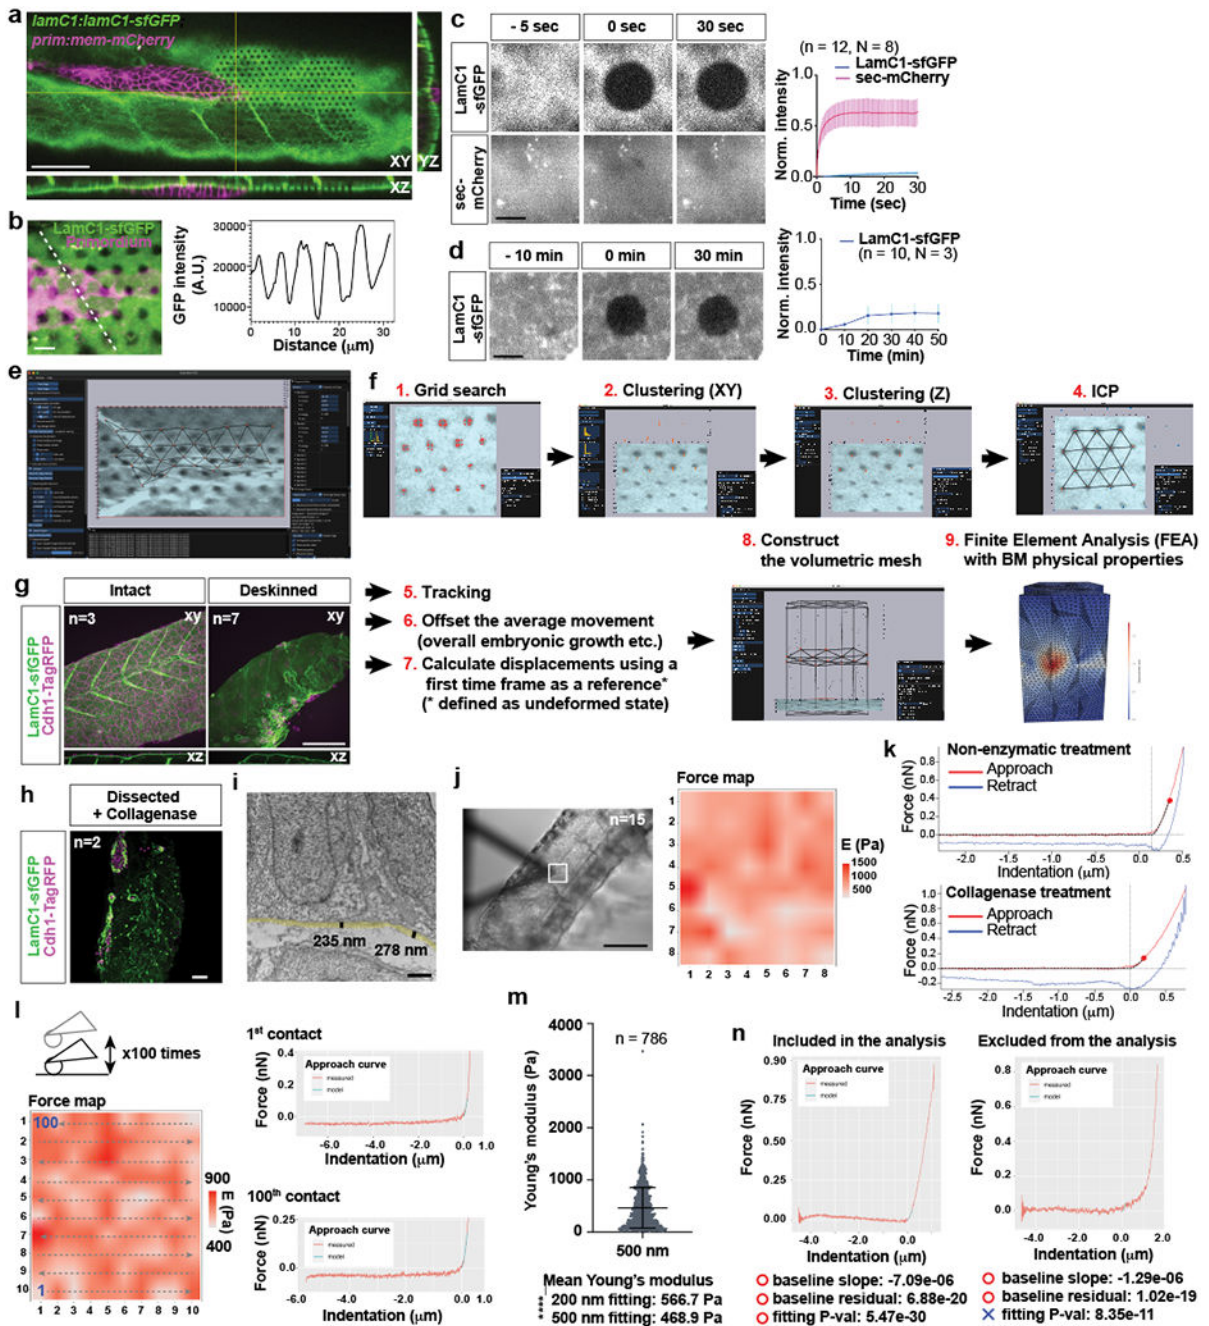 a
lamC1:lamC1-sfGFP
prim:mem-mCherry
XY
YZ
XZ
b
LamC1-sfGFP
Primordium
GFP intensity
(A.U.)
30000
20000
10000
0
10
20
30
Distance (μm)
c
- 5 sec
0 sec
30 sec
LamC1
-sfGFP
sec-
mCherry
(n = 12, N = 8)
LamC1-sfGFP
sec-mCherry
Norm. intensity
1.0
0.5
0.0
0
10
20
30
Time (sec)
d
- 10 min
0 min
30 min
LamC1
-sfGFP
LamC1-sfGFP
(n = 10, N = 3)
Norm. intensity
1.0
0.5
0.0
0 10 20 30 40 50
Time (min)
e
f
1. Grid search
2. Clustering (XY)
3. Clustering (Z)
4. ICP
5. Tracking
6. Offset the average movement
(overall embryonic growth etc.)
7. Calculate displacements using a
first time frame as a reference*
(* defined as undeformed state)
8. Construct
the volumetric mesh
9. Finite Element Analysis (FEA)
with BM physical properties
g
Intact
Deskinned
LamC1-sfGFP
Cdh1-TagRFP
n=3
xy
n=7
xy
xz
xz
h
Dissected
+ Collagenase
LamC1-sfGFP
Cdh1-TagRFP
n=2
i
235 nm
278 nm
j
n=15
Force map
1
2
3
4
5
6
7
8
1 2 3 4 5 6 7 8
E (Pa)
1500
1000
500
k
Non-enzymatic treatment
Approach
Retract
Force (nN)
0.8
0.6
0.4
0.2
0.0
-2.0
-1.5
-1.0
-0.5
0.0
0.5
Indentation (μm)
Collagenase treatment
Approach
Retract
Force (nN)
1.0
0.8
0.6
0.4
0.2
0.0
-0.2
-2.0
-1.5
-1.0
-0.5
0.0
0.5
Indentation (μm)
l
x100 times
Force map
100
1
1
2
3
4
5
6
7
8
9
10
1 2 3 4 5 6 7 8 9 10
900
E (Pa)
400
1st contact
Approach curve
measured
model
Force (nN)
0.4
0.2
0.0
-6.0
-4.0
-2.0
0.0
1.0
Indentation (μm)
100th contact
Approach curve
measured
model
Force (nN)
0.25
0.0
-6.0
-4.0
-2.0
0.0
1.0
Indentation (μm)
m
Young's modulus (Pa)
n = 786
4000
3000
2000
1000
0
500 nm
Mean Young's modulus
200 nm fitting: 566.7 Pa
500 nm fitting: 468.9 Pa
****
n
Included in the analysis
Approach curve
measured
model
Force (nN)
0.90
0.75
0.50
0.25
0.00
-4.0
-2.0
0.0
1.0
Indentation (μm)
baseline slope: -7.09e-06
baseline residual: 6.88e-20
fitting P-val: 5.47e-30
Excluded from the analysis
Approach curve
measured
model
Force (nN)
0.8
0.6
0.4
0.2
0.0
-4.0
-2.0
0.0
2.0
Indentation (μm)
baseline slope: -1.29e-06
baseline residual: 1.02e-19
fitting P-val: 8.35e-11